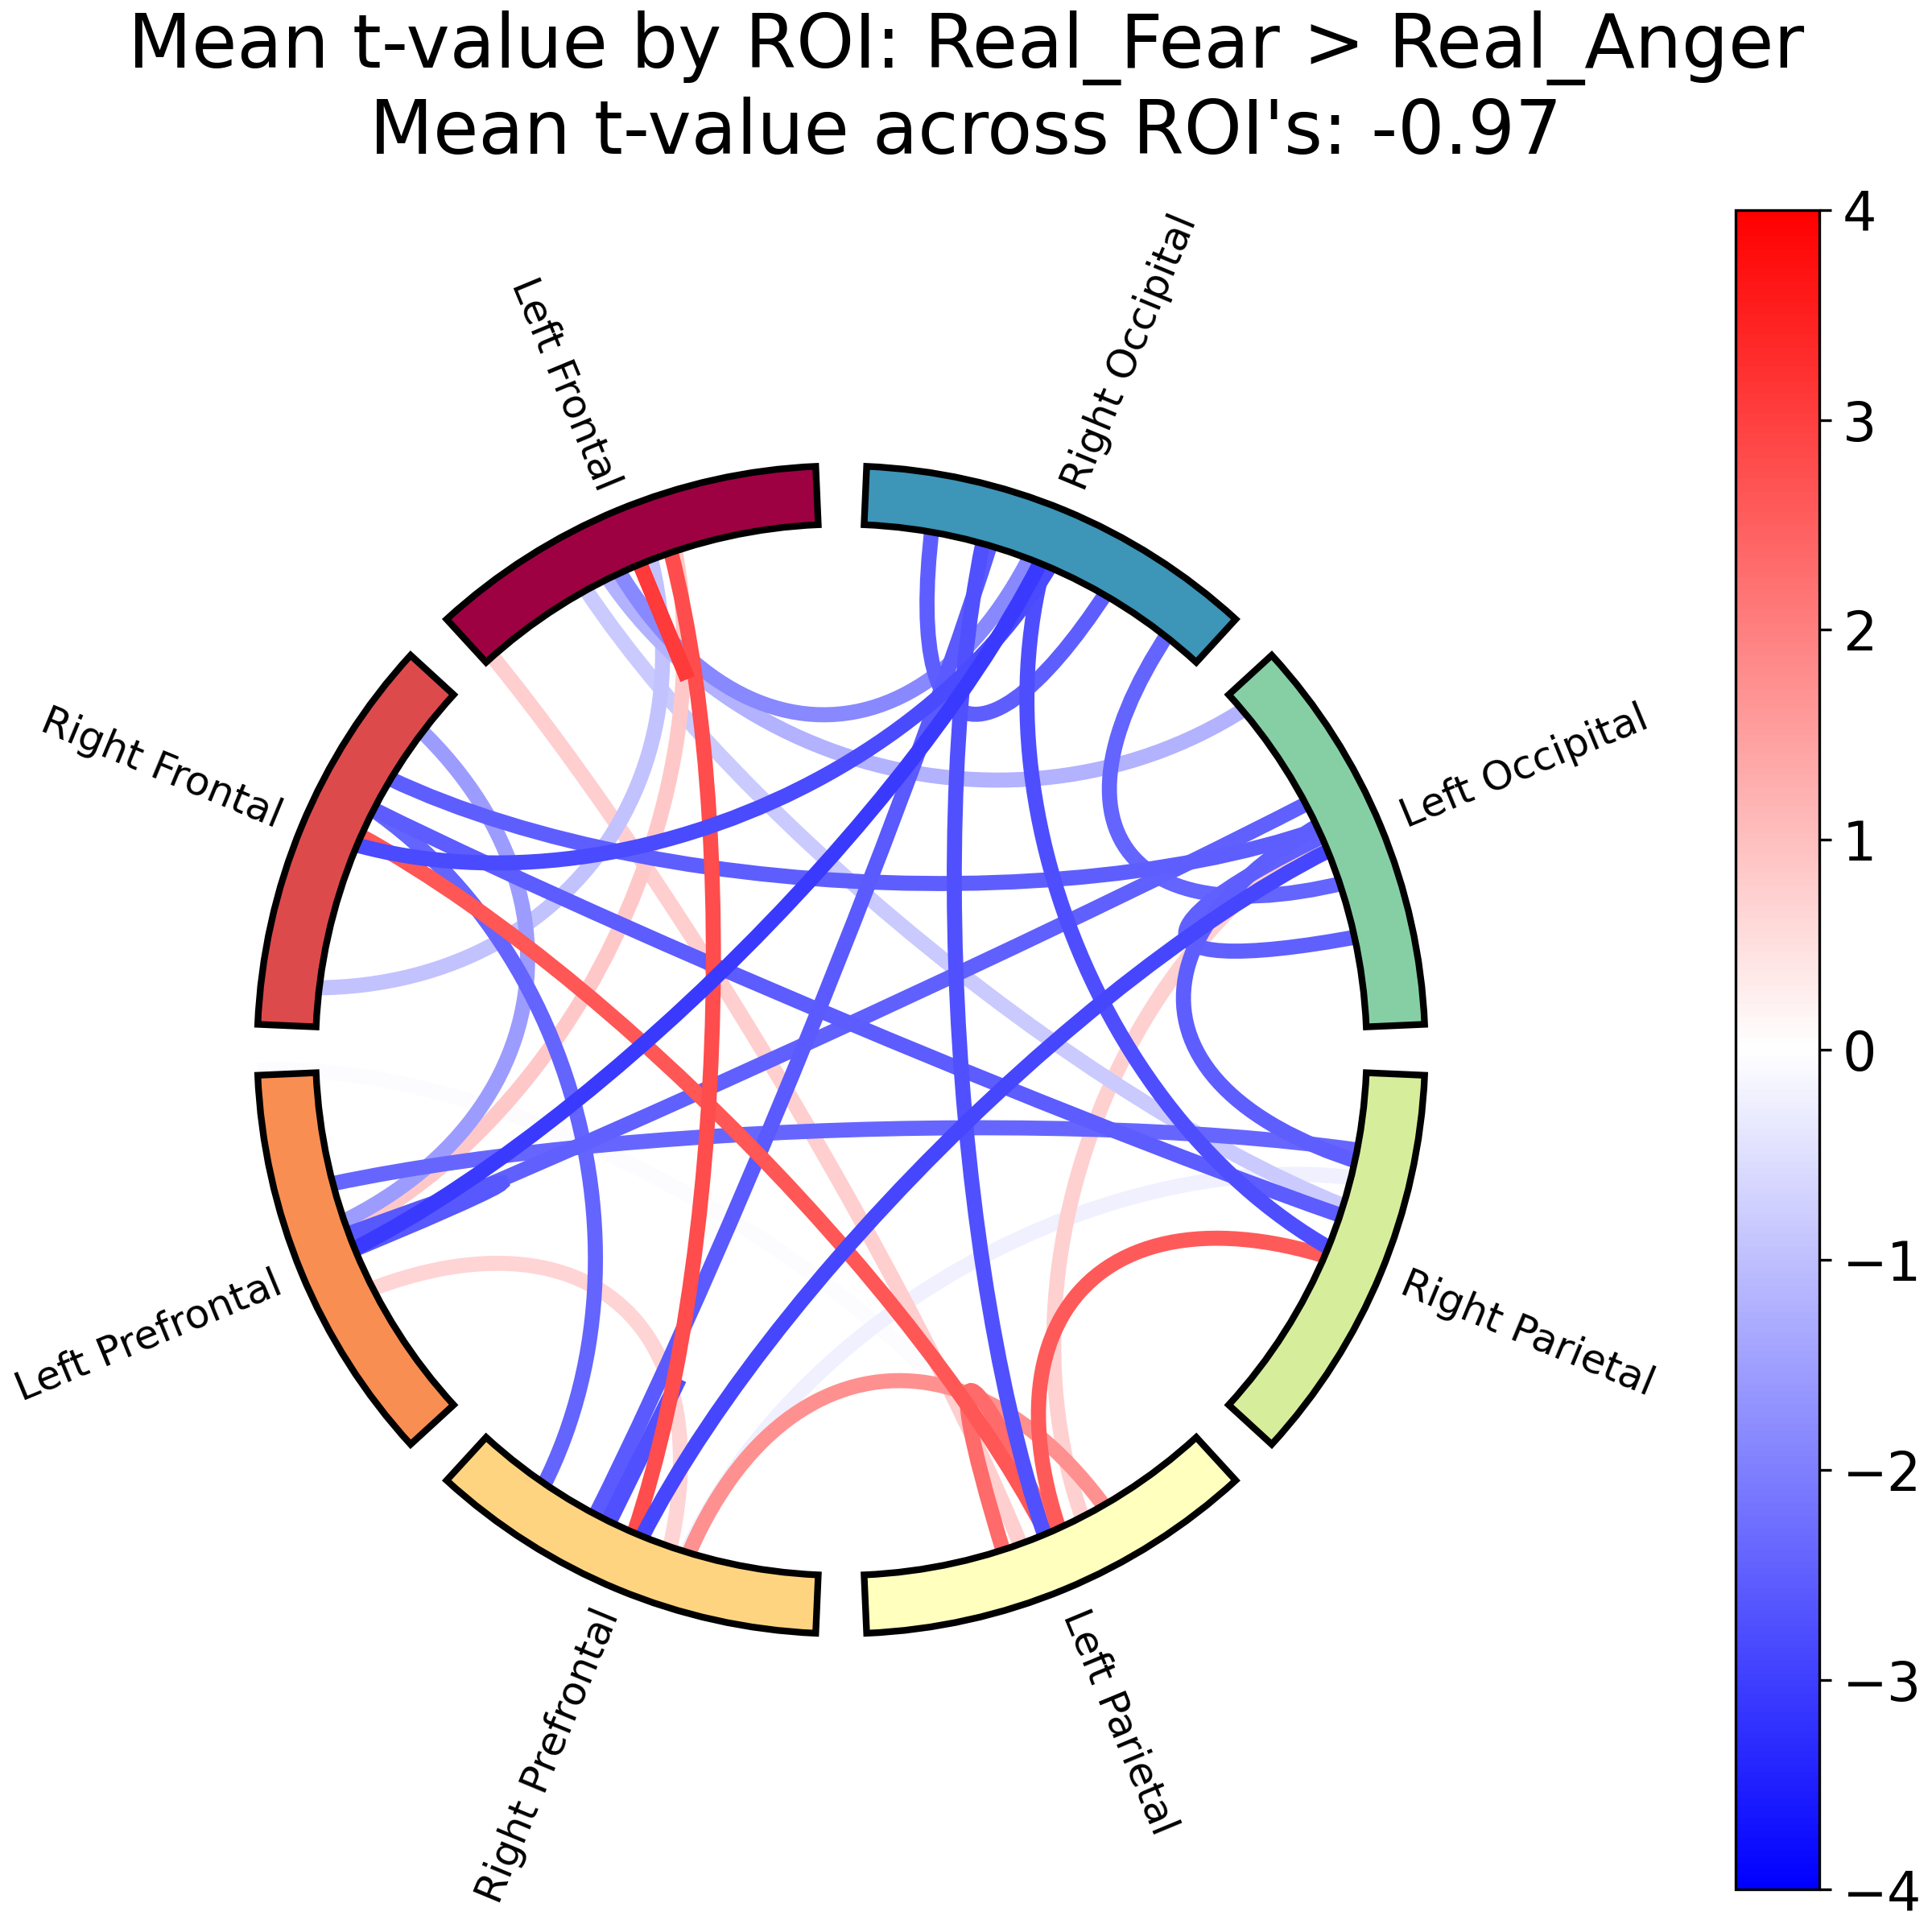 Mean t-value by ROI: Real_Fear > Real_Anger
Mean t-value across ROI's: -0.97
Left Frontal
Right Occipital
Right Frontal
Left Occipital
Left Prefrontal
Right Parietal
Right Prefrontal
Left Parietal
4
3
2
1
0
−1
−2
−3
−4